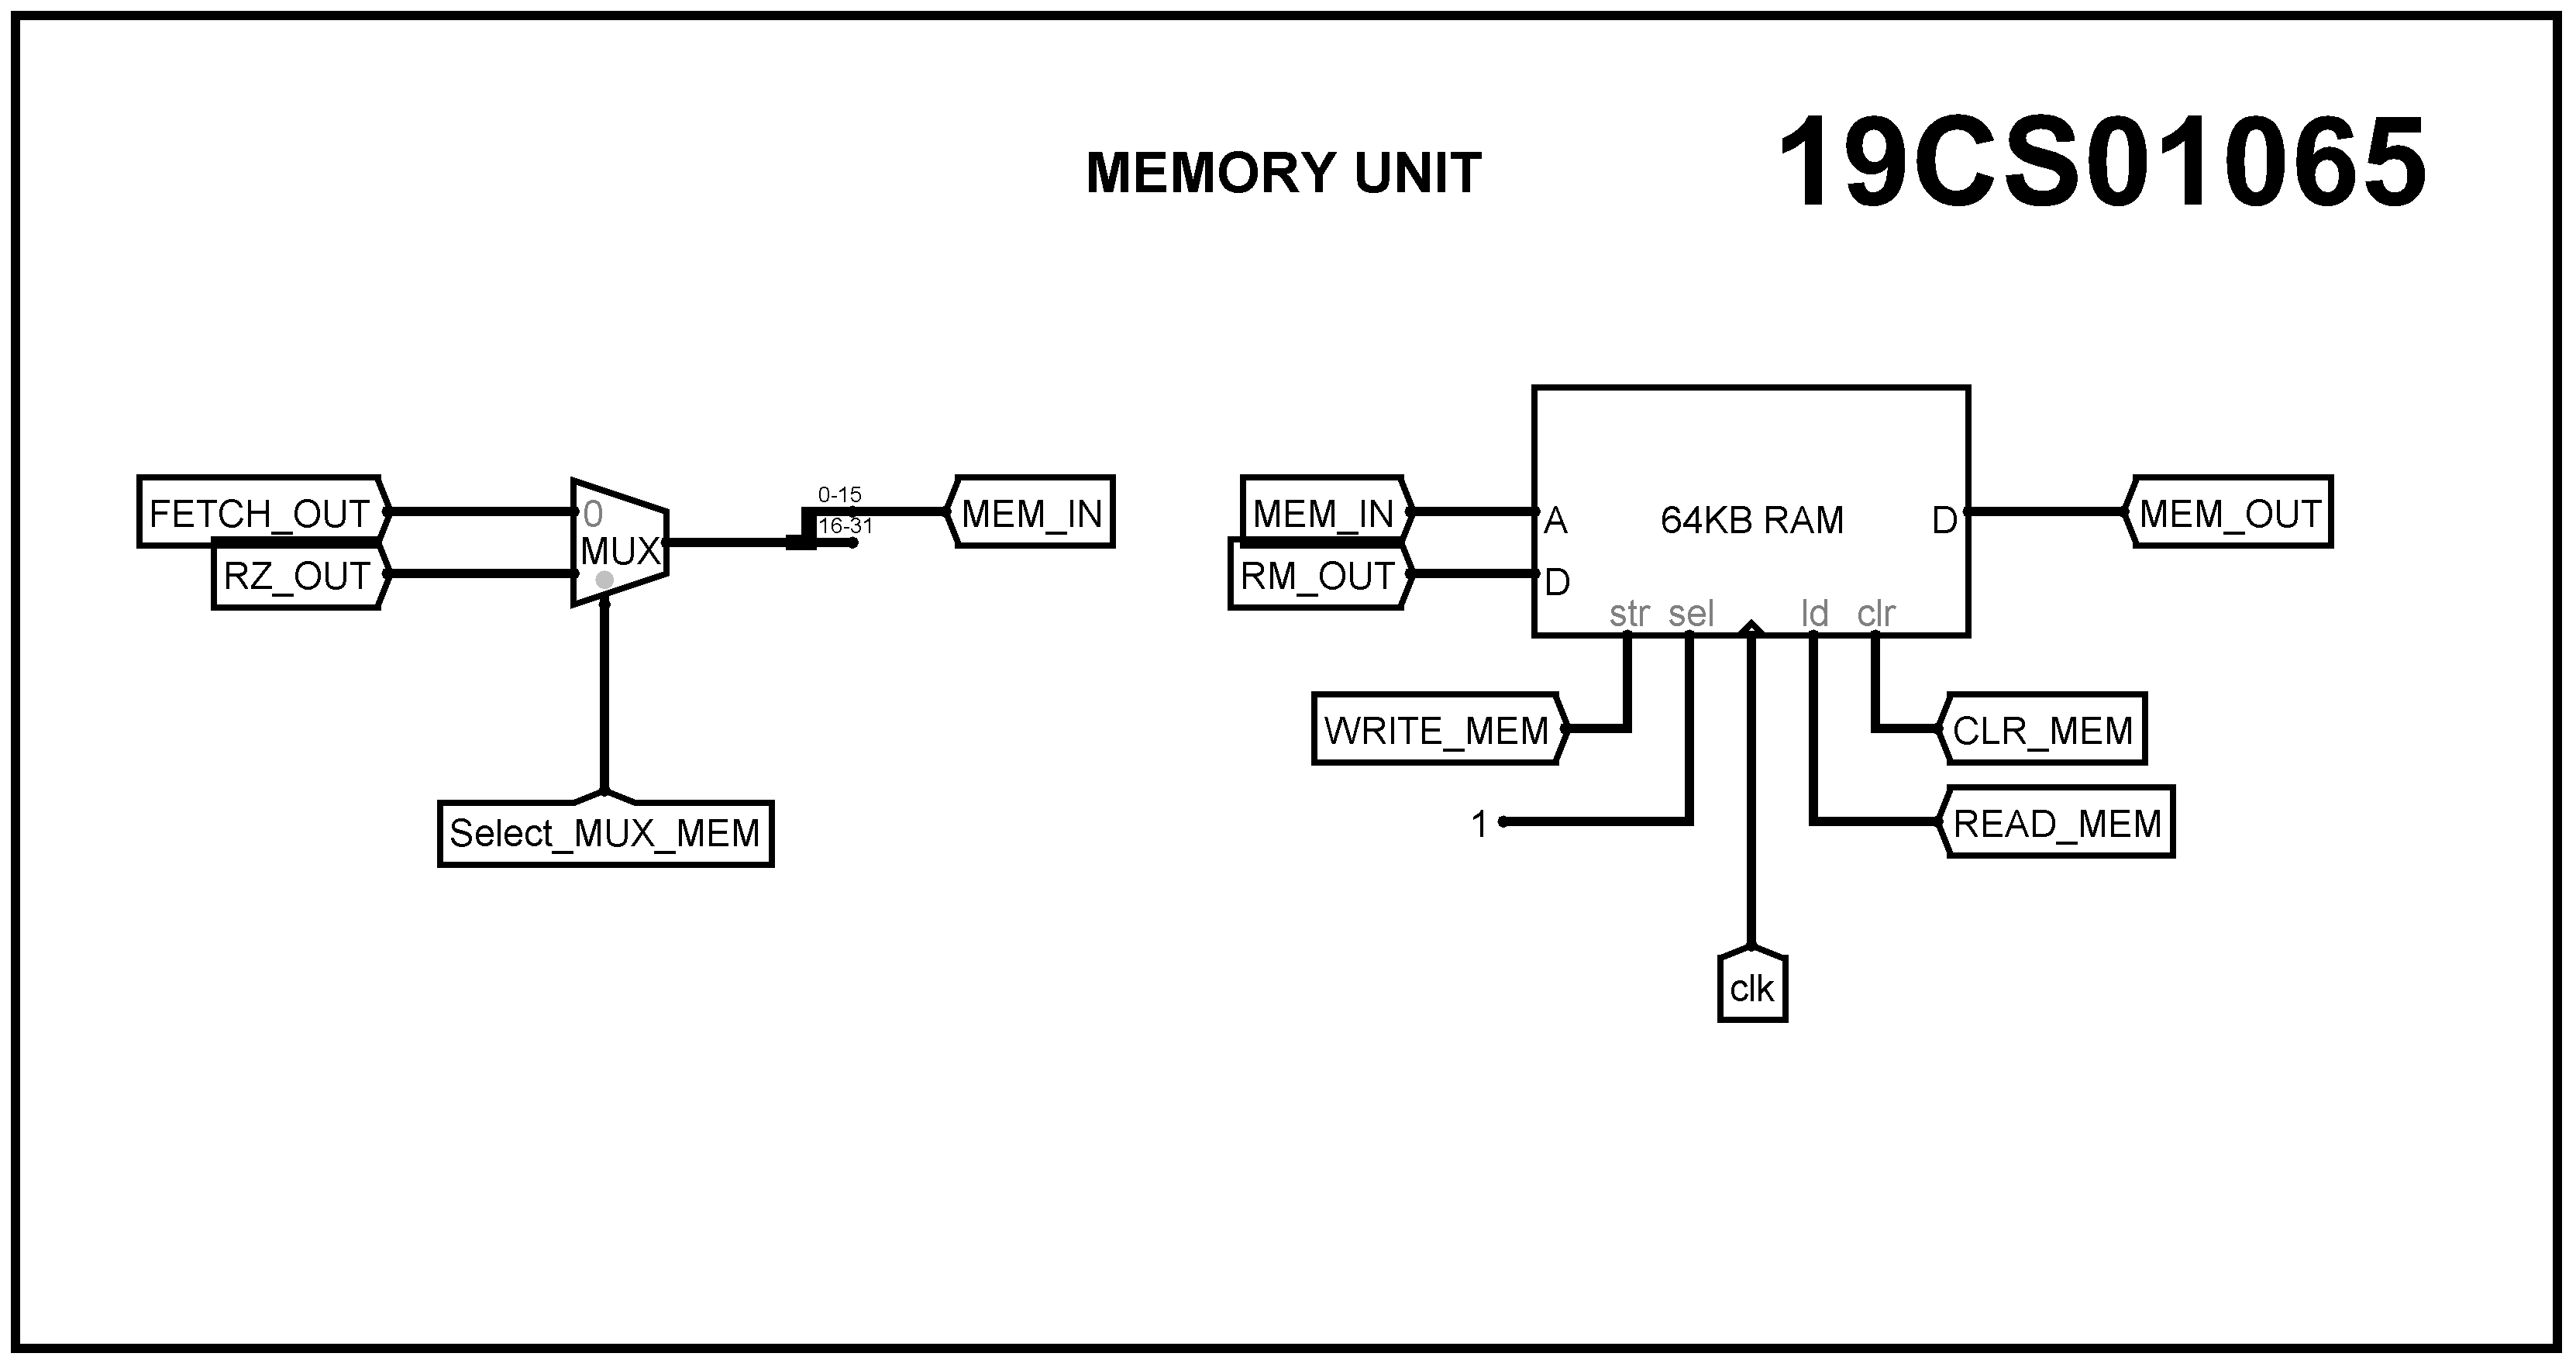 MEMORY UNIT
19CS01065
FETCH_OUT
RZ_OUT
0
MUX
0-15
16-31
MEM_IN
Select_MUX_MEM
MEM_IN
RM_OUT
A
64KB RAM
D
D
str sel ld clr
MEM_OUT
WRITE_MEM
CLR_MEM
1
READ_MEM
clk